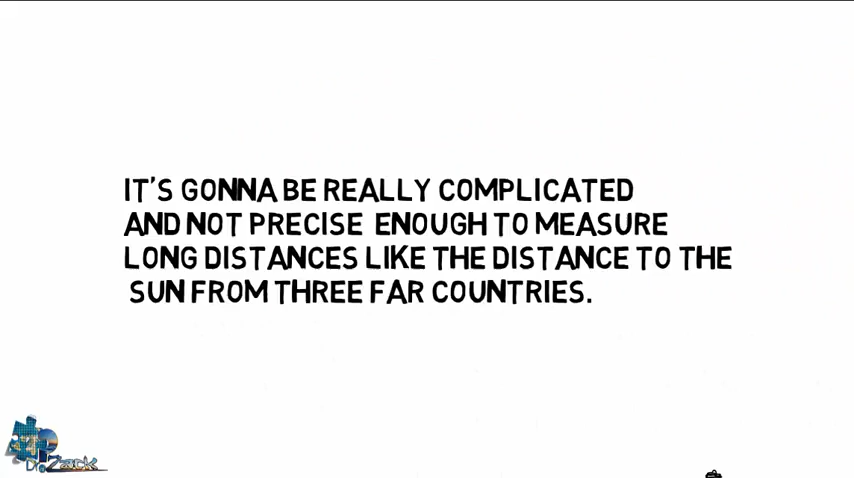 IT'S GONNA BE REALLY COMPLICATED
AND NOT PRECISE ENOUGH TO MEASURE
LONG DISTANCES LIKE THE DISTANCE TO THE
SUN FROM THREE FAR COUNTRIES.
Dr. Zack